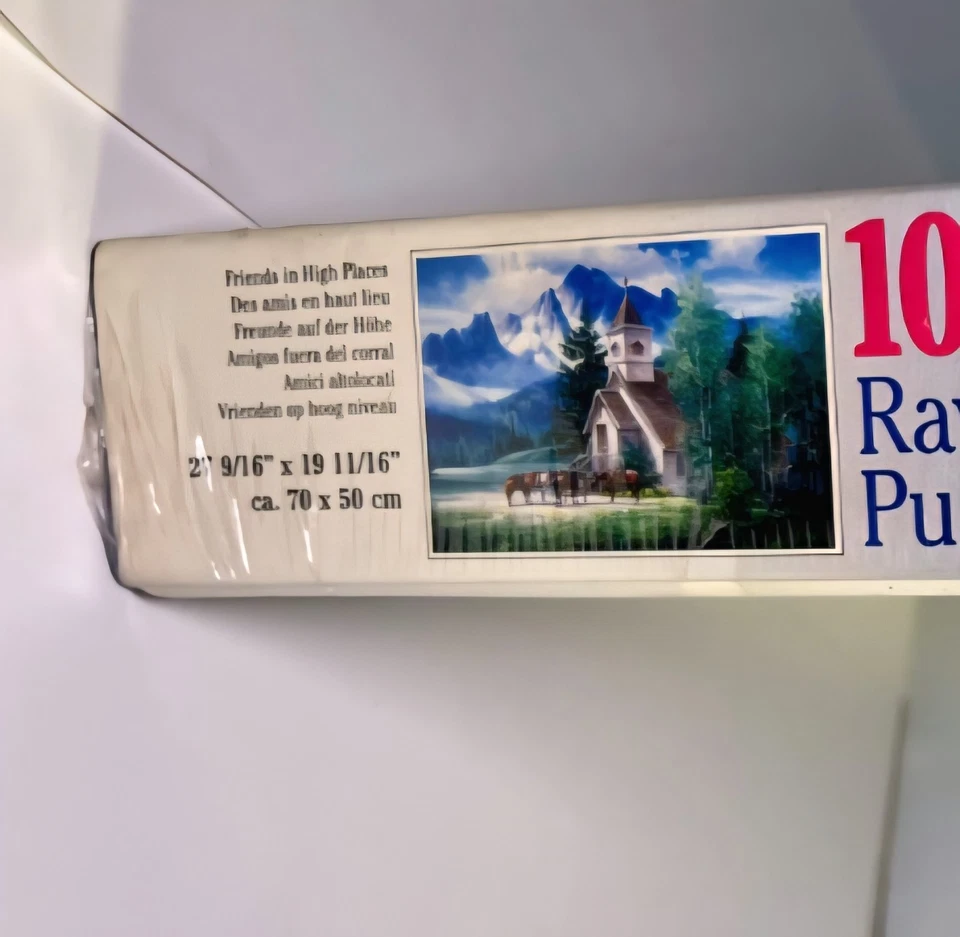 Friends in High Places
Des amis en haut lieu
Freunde auf der Höhe
Amigos fuera del corral
Amici altolocati
Vrienden op hoog niveau
9/16" x 19 11/16"
ca. 70 x 50 cm
10
Rav
Pu